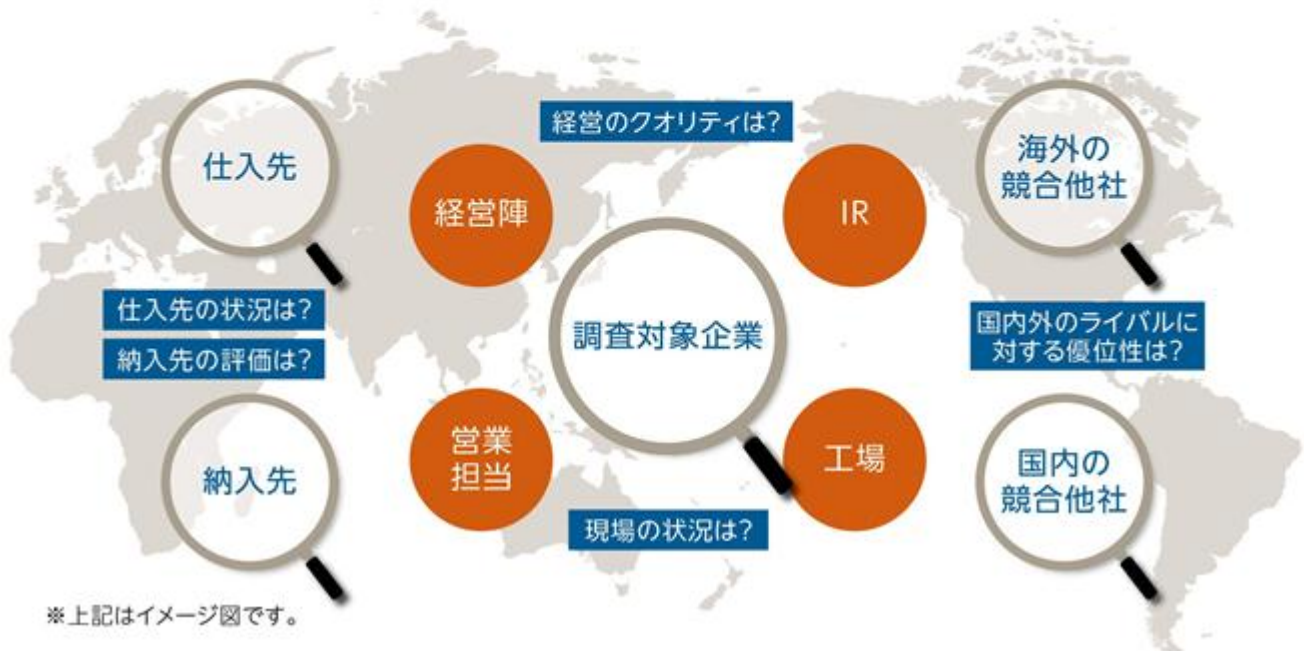 経営のクオリティは?
仕入先
経営陣
IR
海外の
競合他社
仕入先の状況は?
納入先の評価は?
調査対象企業
国内外のライバルに
対する優位性は?
納入先
営業
担当
工場
国内の
競合他社
現場の状況は?
※上記はイメージ図です。